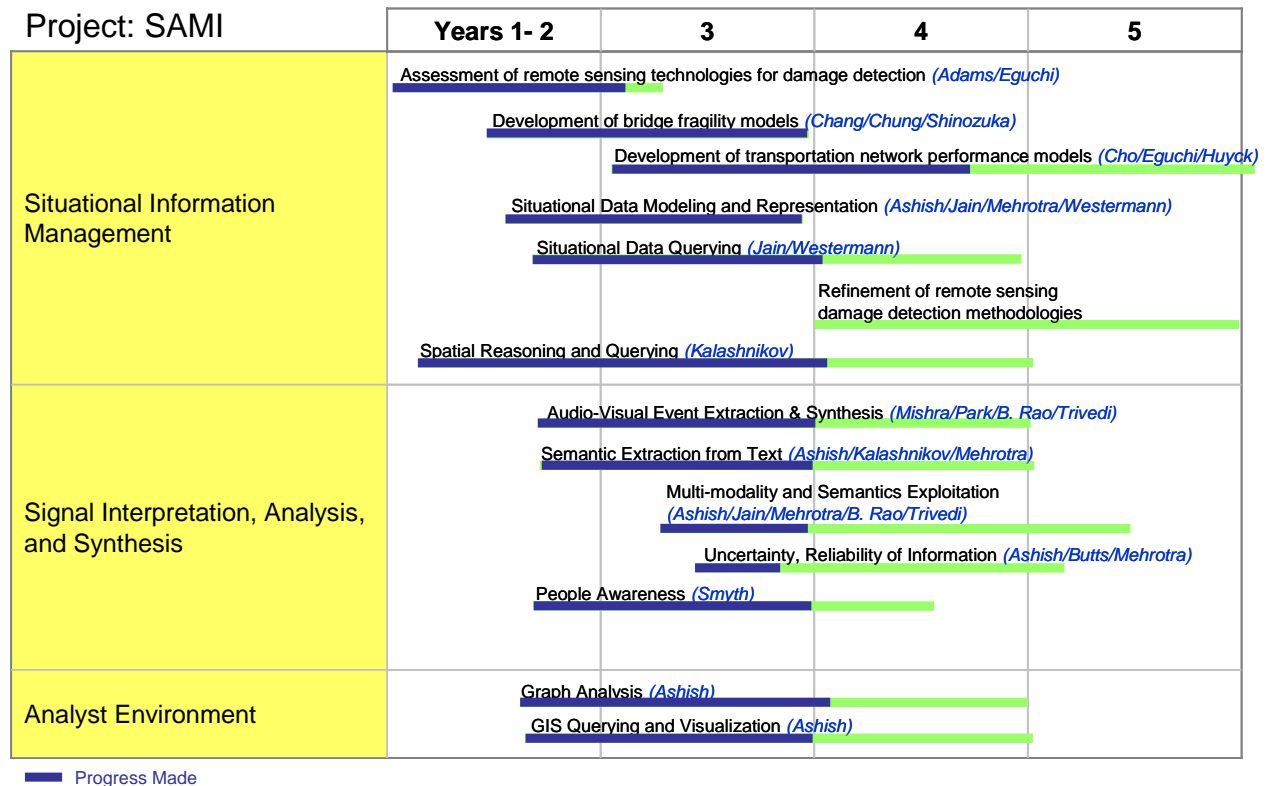 Project: SAMI
Years 1- 2
3
4
5
Situational Information
Management
Assessment of remote sensing technologies for damage detection (Adams/Eguchi)
Development of bridge fragility models (Chang/Chung/Shinozuka)
Development of transportation network performance models (Cho/Eguchi/Huyck)
Situational Data Modeling and Representation (Ashish/Jain/Mehrotra/Westermann)
Situational Data Querying (Jain/Westermann)
Refinement of remote sensing
damage detection methodologies
Spatial Reasoning and Querying (Kalashnikov)
Signal Interpretation, Analysis,
and Synthesis
Audio-Visual Event Extraction & Synthesis (Mishra/Park/B. Rao/Trivedi)
Semantic Extraction from Text (Ashish/Kalashnikov/Mehrotra)
Multi-modality and Semantics Exploitation
(Ashish/Jain/Mehrotra/B. Rao/Trivedi)
Uncertainty, Reliability of Information (Ashish/Butts/Mehrotra)
People Awareness (Smyth)
Analyst Environment
Graph Analysis (Ashish)
GIS Querying and Visualization (Ashish)
Progress Made